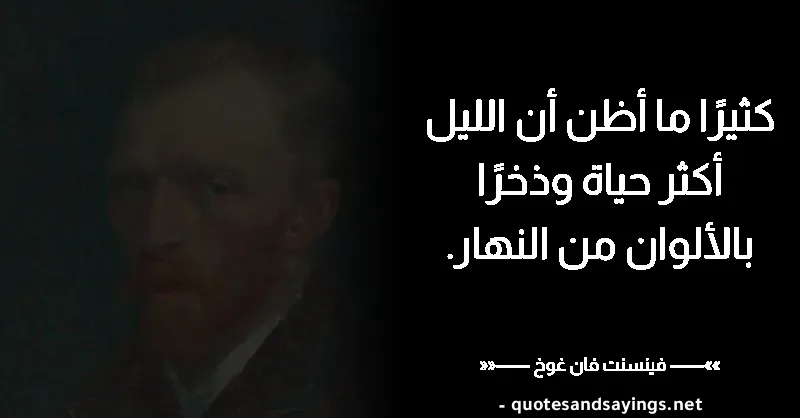 كثيرًا ما أظن أن الليل
أكثر حياة وذخرًا
بالألوان من النهار.
»—— فينسنت فان غوخ ——»«
- quotesandsayings.net